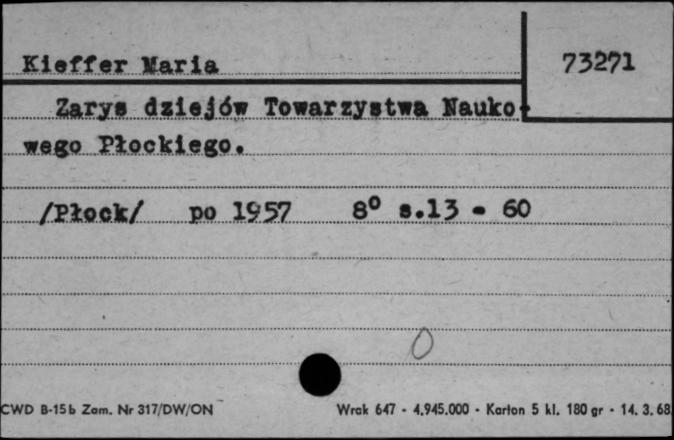 Kieffer Maria
73271
Zarys dziejów Towarzystwa Nauko-
wego Płockiego.
/Płock/ po 1957 8° s.13 - 60
0
CWD B-15b Zam. Nr 317/DW/ON Wrak 647 - 4.945.000 - Karton 5 kl. 180 gr - 14. 3. 68